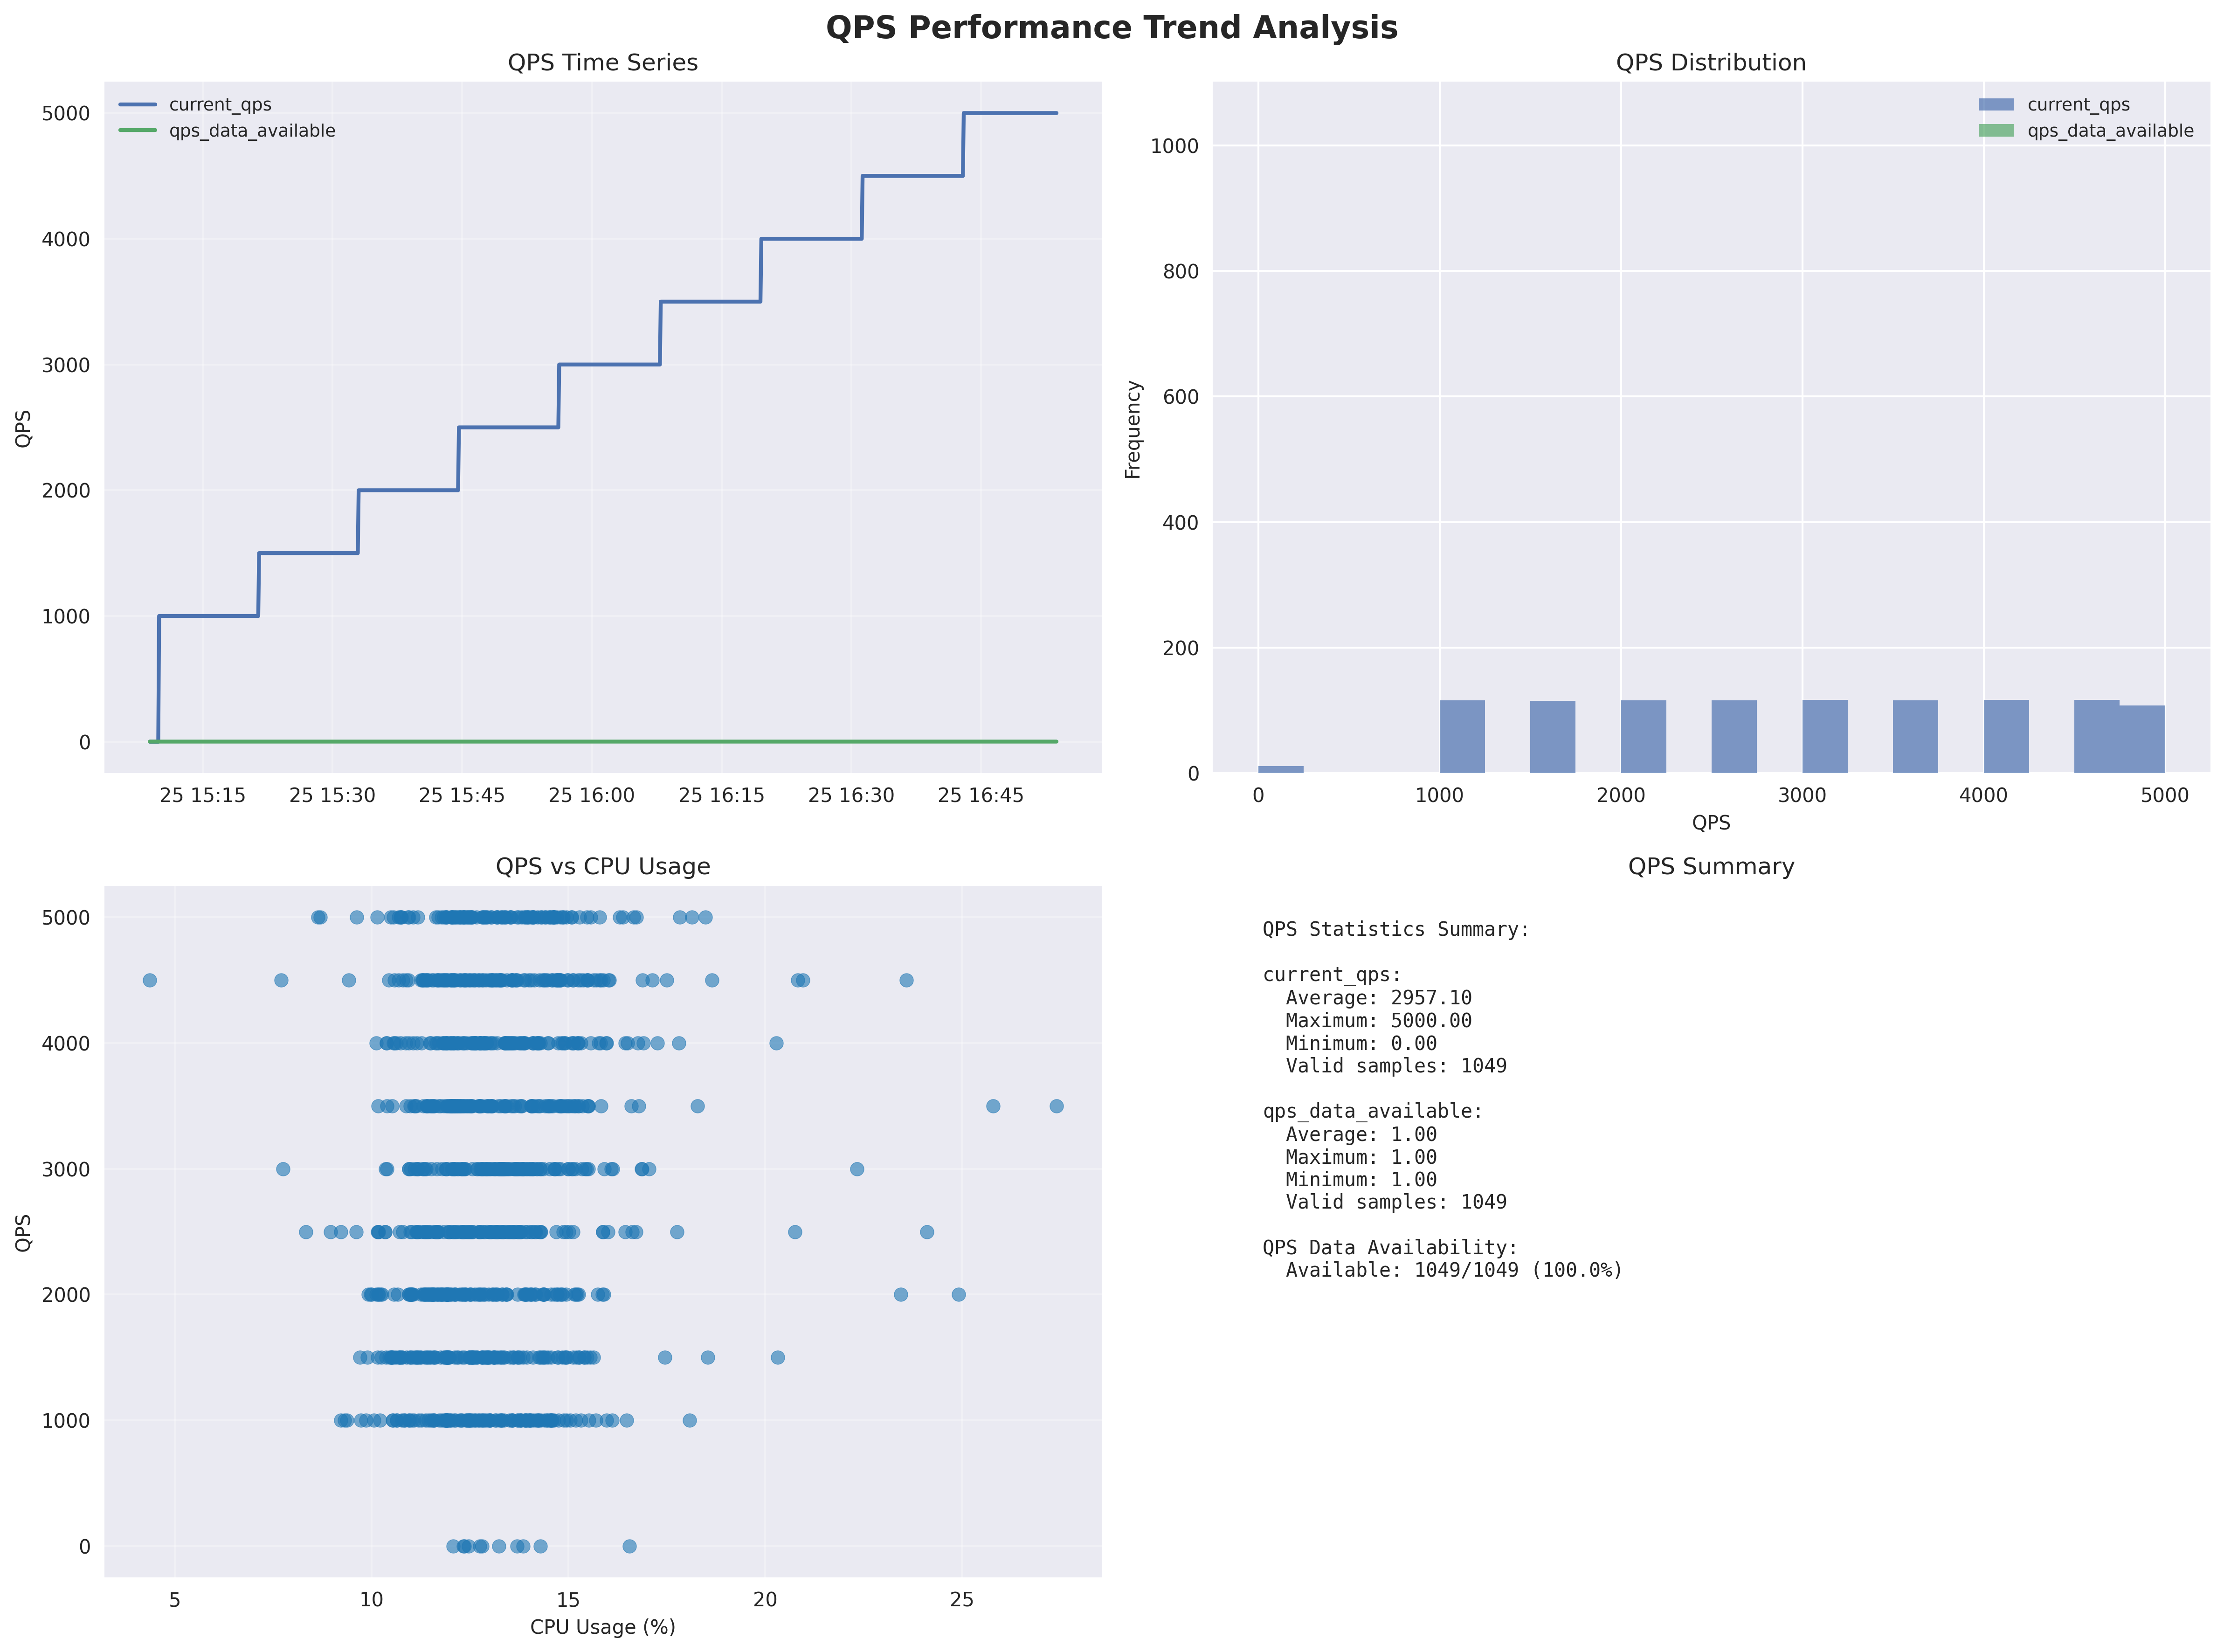 QPS Performance Trend Analysis
QPS Time Series
current_qps
qps_data_available
QPS
5000
4000
3000
2000
1000
0
25 15:15
25 15:30
25 15:45
25 16:00
25 16:15
25 16:30
25 16:45
QPS Distribution
current_qps
qps_data_available
Frequency
1000
800
600
400
200
0
0
1000
2000
3000
4000
5000
QPS
QPS vs CPU Usage
QPS
5000
4000
3000
2000
1000
0
5
10
15
20
25
CPU Usage (%)
QPS Summary
QPS Statistics Summary:
current_qps:
Average: 2957.10
Maximum: 5000.00
Minimum: 0.00
Valid samples: 1049
qps_data_available:
Average: 1.00
Maximum: 1.00
Minimum: 1.00
Valid samples: 1049
QPS Data Availability:
Available: 1049/1049 (100.0%)